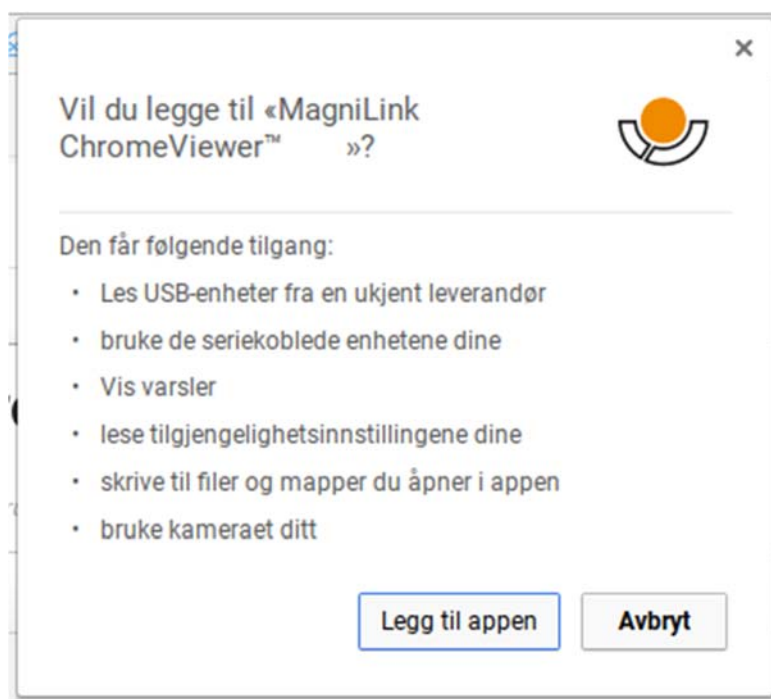 Vil du legge til «MagniLink
ChromeViewer™ »?
Den får følgende tilgang:
· Les USB-enheter fra en ukjent leverandør
· bruke de seriekoblede enhetene dine
· Vis varsler
· lese tilgjengelighetsinnstillingene dine
· skrive til filer og mapper du åpner i appen
· bruke kameraet ditt
Legg til appen Avbryt